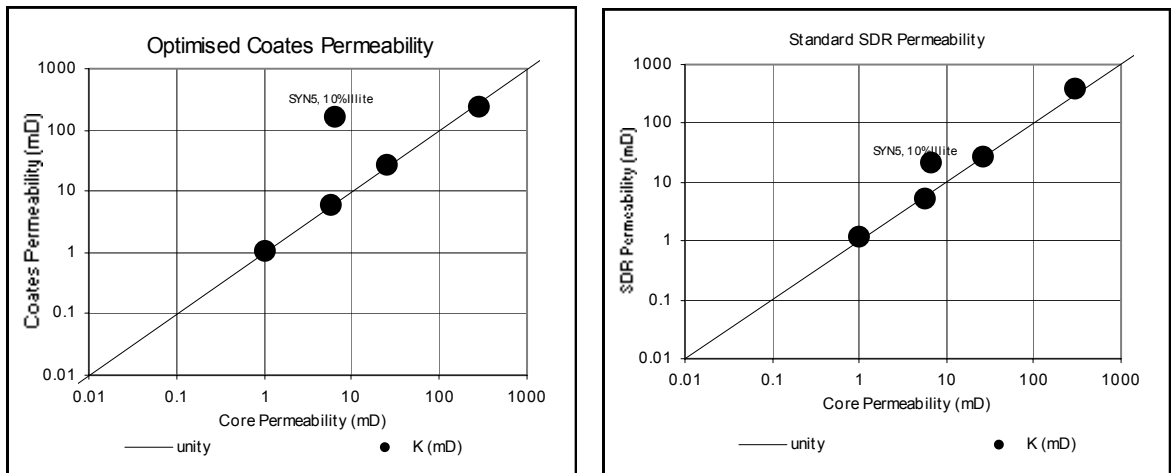 Optimised Coates Permeability
1000
100
10
1
0.1
0.01
Coates Permeability (mD)
SYN5, 10%Illite
0.01 0.1 1 10 100 1000
Core Permeability (mD)
unity K (mD)
Standard SDR Permeability
1000
100
10
1
0.1
0.01
SDR Permeability (mD)
SYN5, 10%Illite
0.01 0.1 1 10 100 1000
Core Permeability (mD)
unity K (mD)